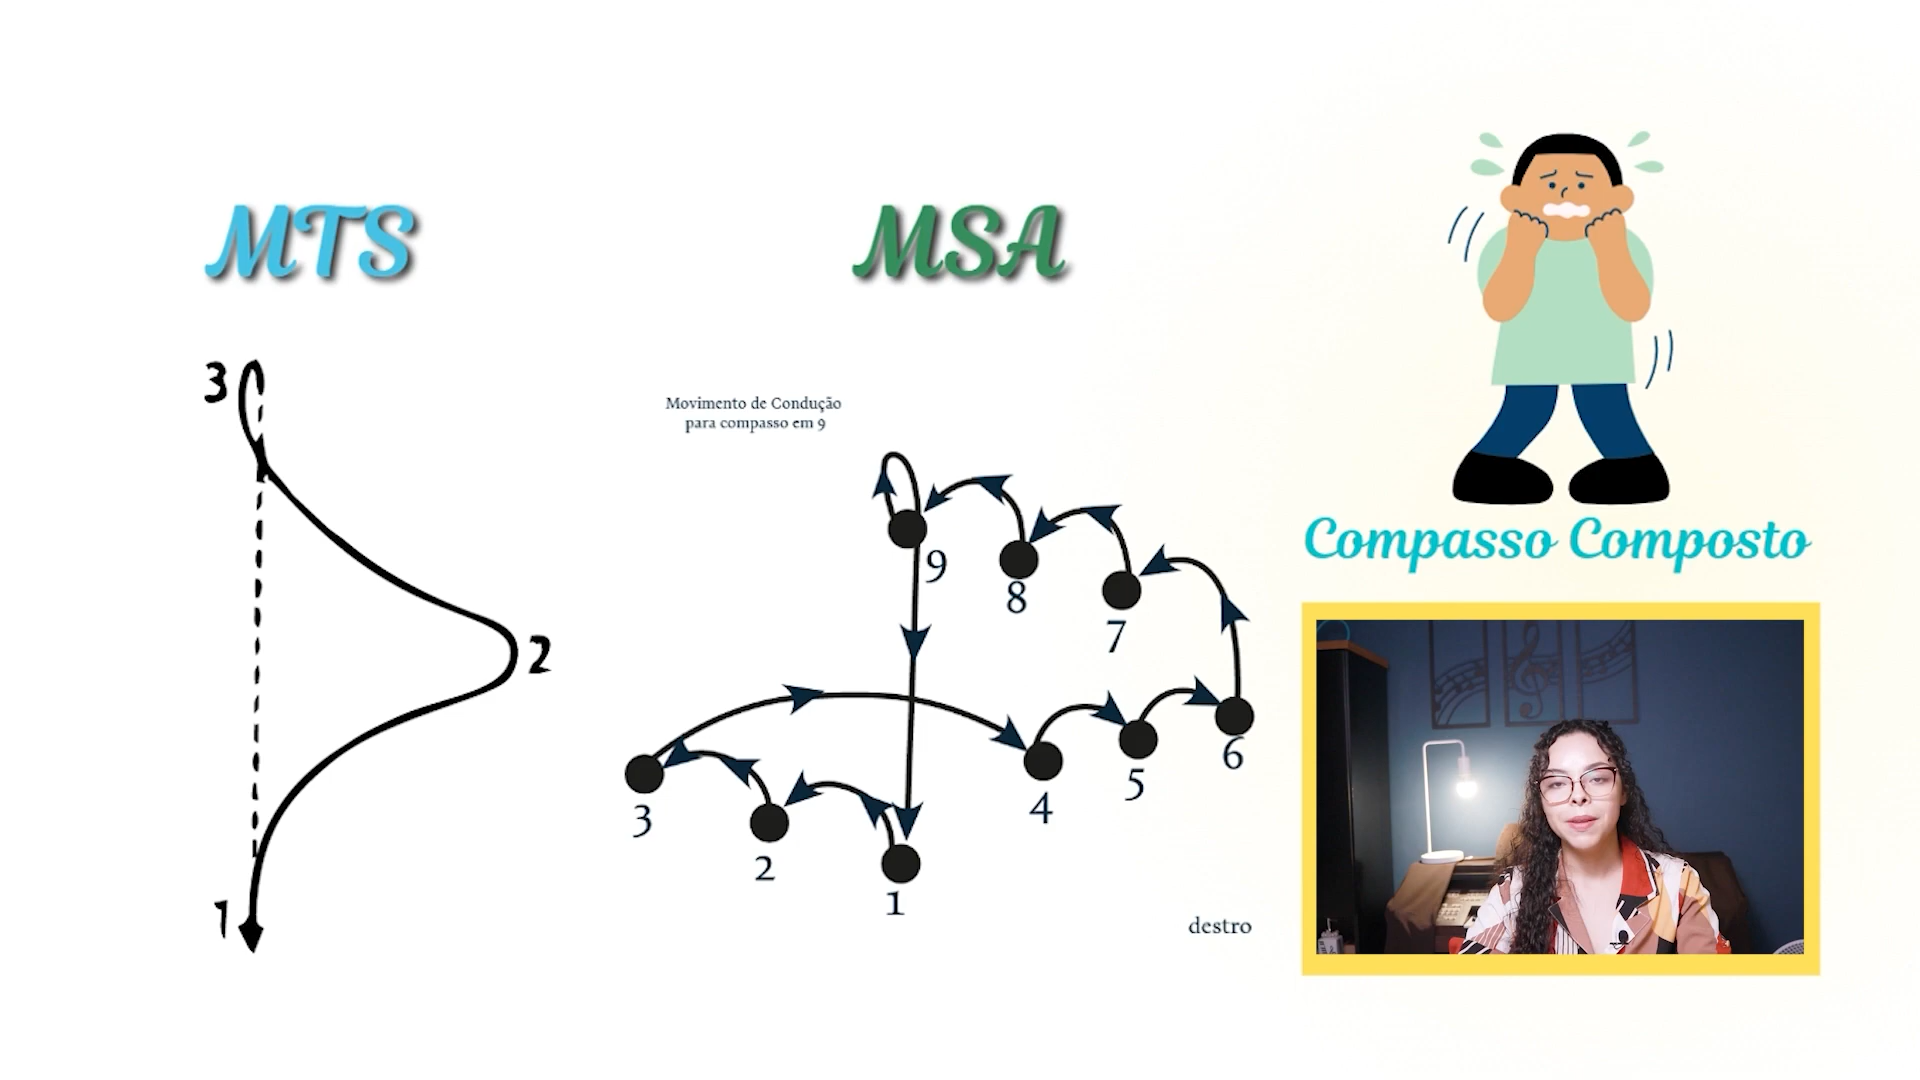 MTS
3
2
1
MSA
Movimento de Condução
para compasso em 9
9
8
7
6
5
4
3
2
1
destro
Compasso Composto